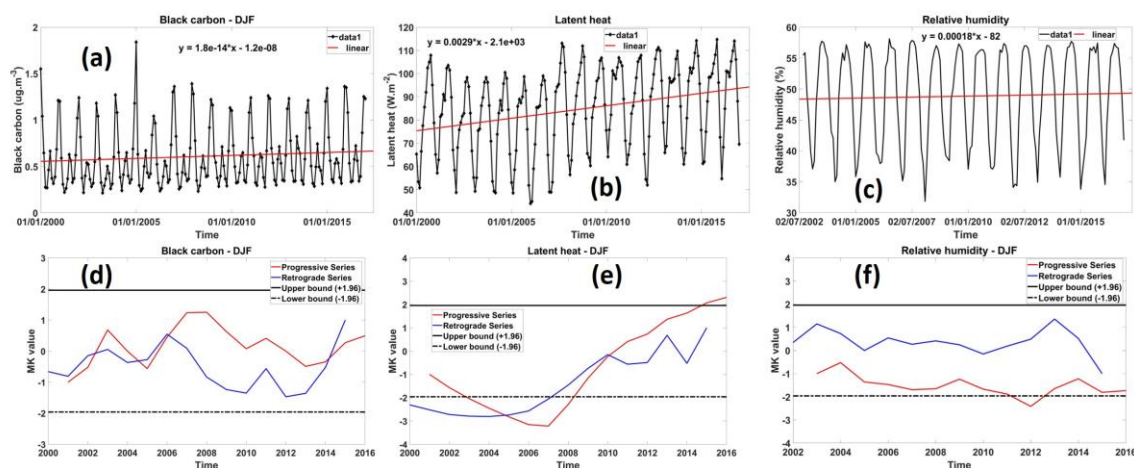 Black carbon - DJF
(a)
y = 1.8e-14*x - 1.2e-08
data1
linear
Black carbon (ug.m-3)
2
1.5
1
0.5
0
01/01/2000 01/01/2005 01/01/2010 01/01/2015
Time
Latent heat
y = 0.0029*x - 2.1e+03
data1
linear
(b)
Latent heat (W.m-2)
120
110
100
90
80
70
60
50
40
01/01/2000 01/01/2005 01/01/2010 01/01/2015
Time
Relative humidity
y = 0.00018*x - 82
data1
linear
(c)
Relative humidity (%)
60
55
50
45
40
35
30
02/07/2002 01/01/2005 02/07/2007 01/01/2010 02/07/2012 01/01/2015
Time
Black carbon - DJF
(d)
Progressive Series
Retrograde Series
Upper bound (+1.96)
Lower bound (-1.96)
MK value
3
2
1
0
-1
-2
-3
2000 2002 2004 2006 2008 2010 2012 2014 2016
Time
Latent heat - DJF
(e)
Progressive Series
Retrograde Series
Upper bound (+1.96)
Lower bound (-1.96)
MK value
4
3
2
1
0
-1
-2
-3
-4
2000 2002 2004 2006 2008 2010 2012 2014 2016
Time
Relative humidity - DJF
(f)
Progressive Series
Retrograde Series
Upper bound (+1.96)
Lower bound (-1.96)
MK value
4
3
2
1
0
-1
-2
-3
-4
2002 2004 2006 2008 2010 2012 2014 2016
Time